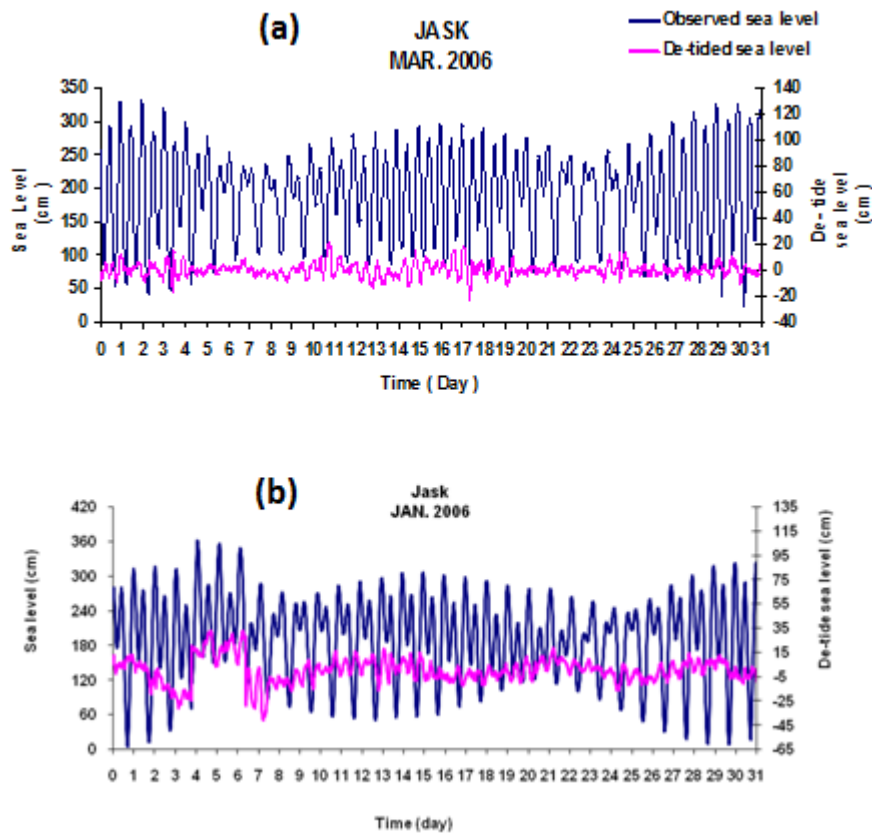 (a)
JASK
MAR. 2006
Observed sea level
De-tided sea level
350
300
250
200
150
100
50
0
Sea Level
(cm)
140
120
100
80
60
40
20
0
-20
-40
De-tide
sea level
(cm)
0 1 2 3 4 5 6 7 8 9 10 11 12 13 14 15 16 17 18 19 20 21 22 23 24 25 26 27 28 29 30 31
Time (Day)
(b)
Jask
JAN. 2006
420
360
300
240
180
120
60
0
Sea level (cm)
135
115
95
75
55
35
15
-5
-25
-45
-65
De-tide sea level (cm)
0 1 2 3 4 5 6 7 8 9 10 11 12 13 14 15 16 17 18 19 20 21 22 23 24 25 26 27 28 29 30 31
Time (day)